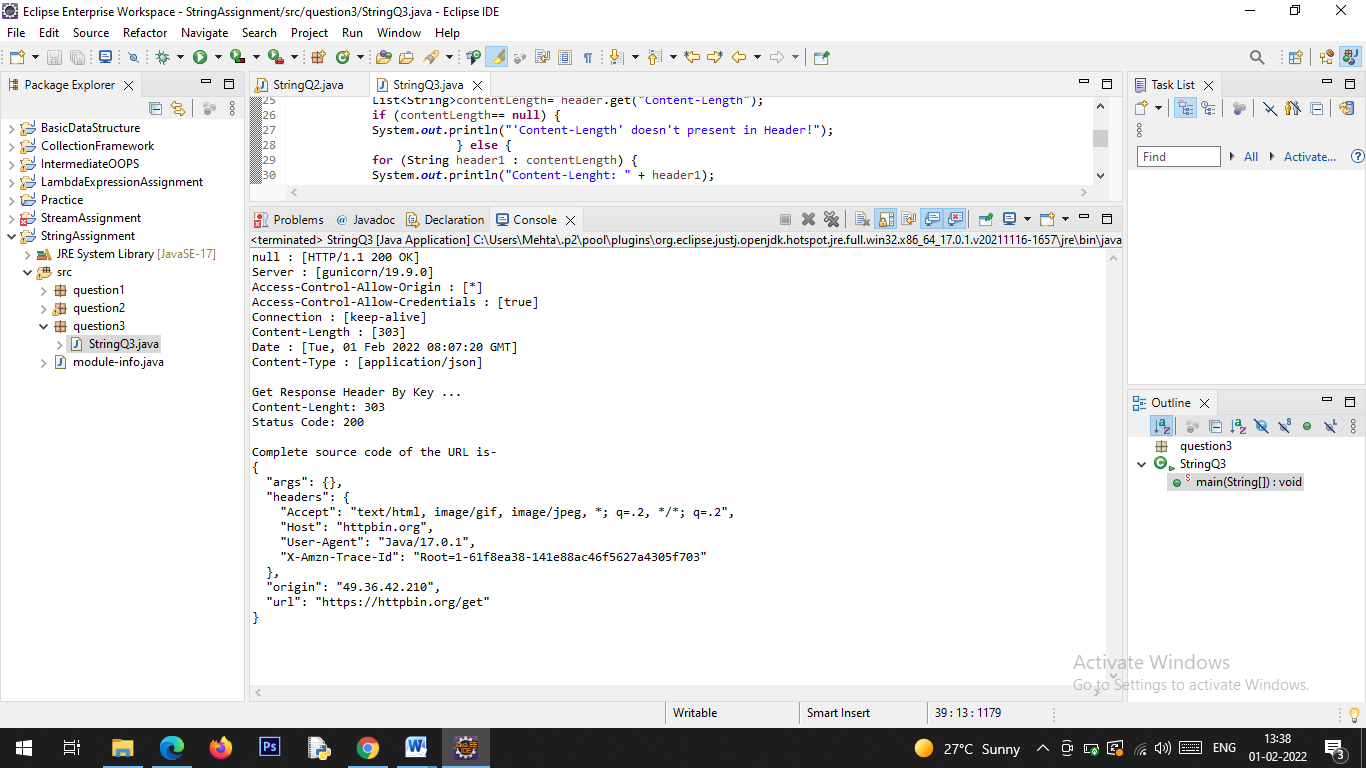 Eclipse Enterprise Workspace - StringAssignment/src/question3/StringQ3.java - Eclipse IDE
File Edit Source Refactor Navigate Search Project Run Window Help
Package Explorer
BasicDataStructure
CollectionFramework
IntermediateOOPS
LambdaExpressionAssignment
Practice
StreamAssignment
StringAssignment
JRE System Library [JavaSE-17]
src
question1
question2
question3
StringQ3.java
module-info.java
StringQ2.java StringQ3.java
25 List<String>contentLength= header.get("Content-Length");
26 if (contentLength== null) {
27 System.out.println("'Content-Length' doesn't present in Header!");
28 } else {
29 for (String header1 : contentLength) {
30 System.out.println("Content-Lenght: " + header1);
Problems @ Javadoc Declaration Console
<terminated> StringQ3 [Java Application] C:\Users\Mehta\.p2\pool\plugins\org.eclipse.justj.openjdk.hotspot.jre.full.win32.x86_64_17.0.1.v20211116-1657\jre\bin\java
null : [HTTP/1.1 200 OK]
Server : [gunicorn/19.9.0]
Access-Control-Allow-Origin : [*]
Access-Control-Allow-Credentials : [true]
Connection : [keep-alive]
Content-Length : [303]
Date : [Tue, 01 Feb 2022 08:07:20 GMT]
Content-Type : [application/json]
Get Response Header By Key ...
Content-Lenght: 303
Status Code: 200
Complete source code of the URL is-
{
"args": {},
"headers": {
"Accept": "text/html, image/gif, image/jpeg, *; q=.2, */*; q=.2",
"Host": "httpbin.org",
"User-Agent": "Java/17.0.1",
"X-Amzn-Trace-Id": "Root=1-61f8ea38-141e88ac46f5627a4305f703"
},
"origin": "49.36.42.210",
"url": "https://httpbin.org/get"
}
Task List
Find All Activate...
Outline
question3
StringQ3
main(String[]) : void
Activate Windows
Go to Settings to activate Windows.
Writable Smart Insert 39 : 13 : 1179
27°C Sunny ENG 13:38
01-02-2022 3